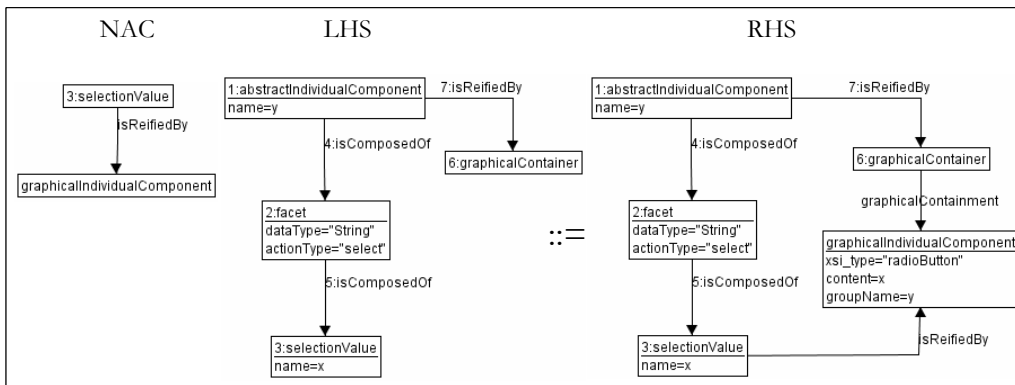 NAC
LHS
RHS
3:selectionValue
isReifiedBy
graphicalIndividualComponent
1:abstractIndividualComponent
name=y
7:isReifiedBy
4:isComposedOf
6:graphicalContainer
2:facet
dataType="String"
actionType="select"
5:isComposedOf
3:selectionValue
name=x
::=
1:abstractIndividualComponent
name=y
7:isReifiedBy
4:isComposedOf
6:graphicalContainer
graphicalContainment
2:facet
dataType="String"
actionType="select"
graphicalIndividualComponent
xsi_type="radioButton"
content=x
groupName=y
5:isComposedOf
isReifiedBy
3:selectionValue
name=x